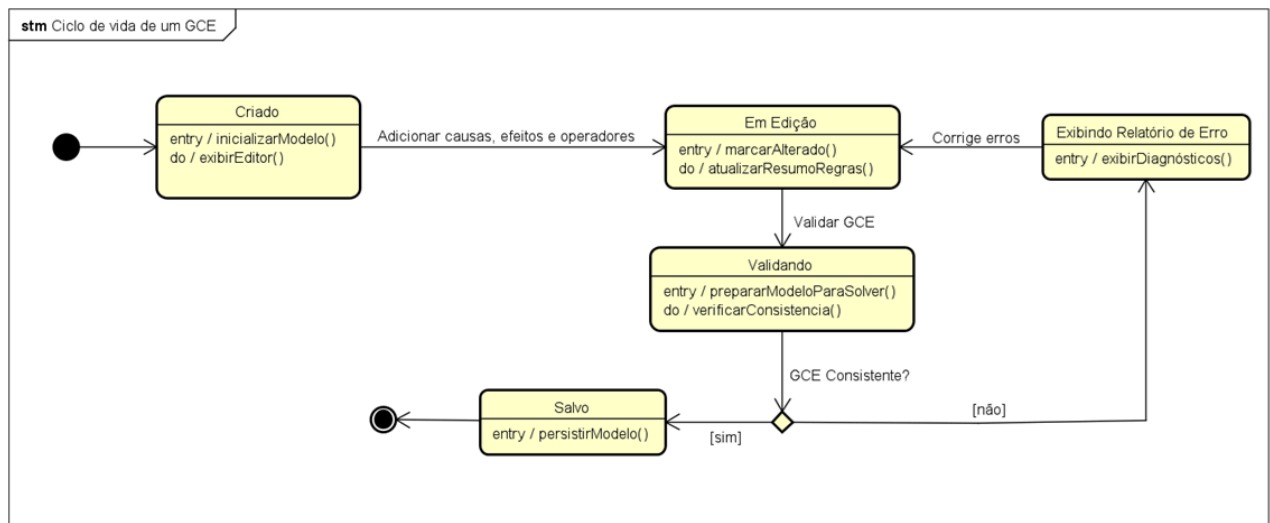 stm Ciclo de vida de um GCE
Criado
entry / inicializarModelo()
do / exibirEditor()
Adicionar causas, efeitos e operadores
Em Edição
entry / marcarAlterado()
do / atualizarResumoRegras()
Corrige erros
Exibindo Relatório de Erro
entry / exibirDiagnósticos()
Validar GCE
Validando
entry / prepararModeloParaSolver()
do / verificarConsistencia()
GCE Consistente?
Salvo
entry / persistirModelo()
[sim]
[não]